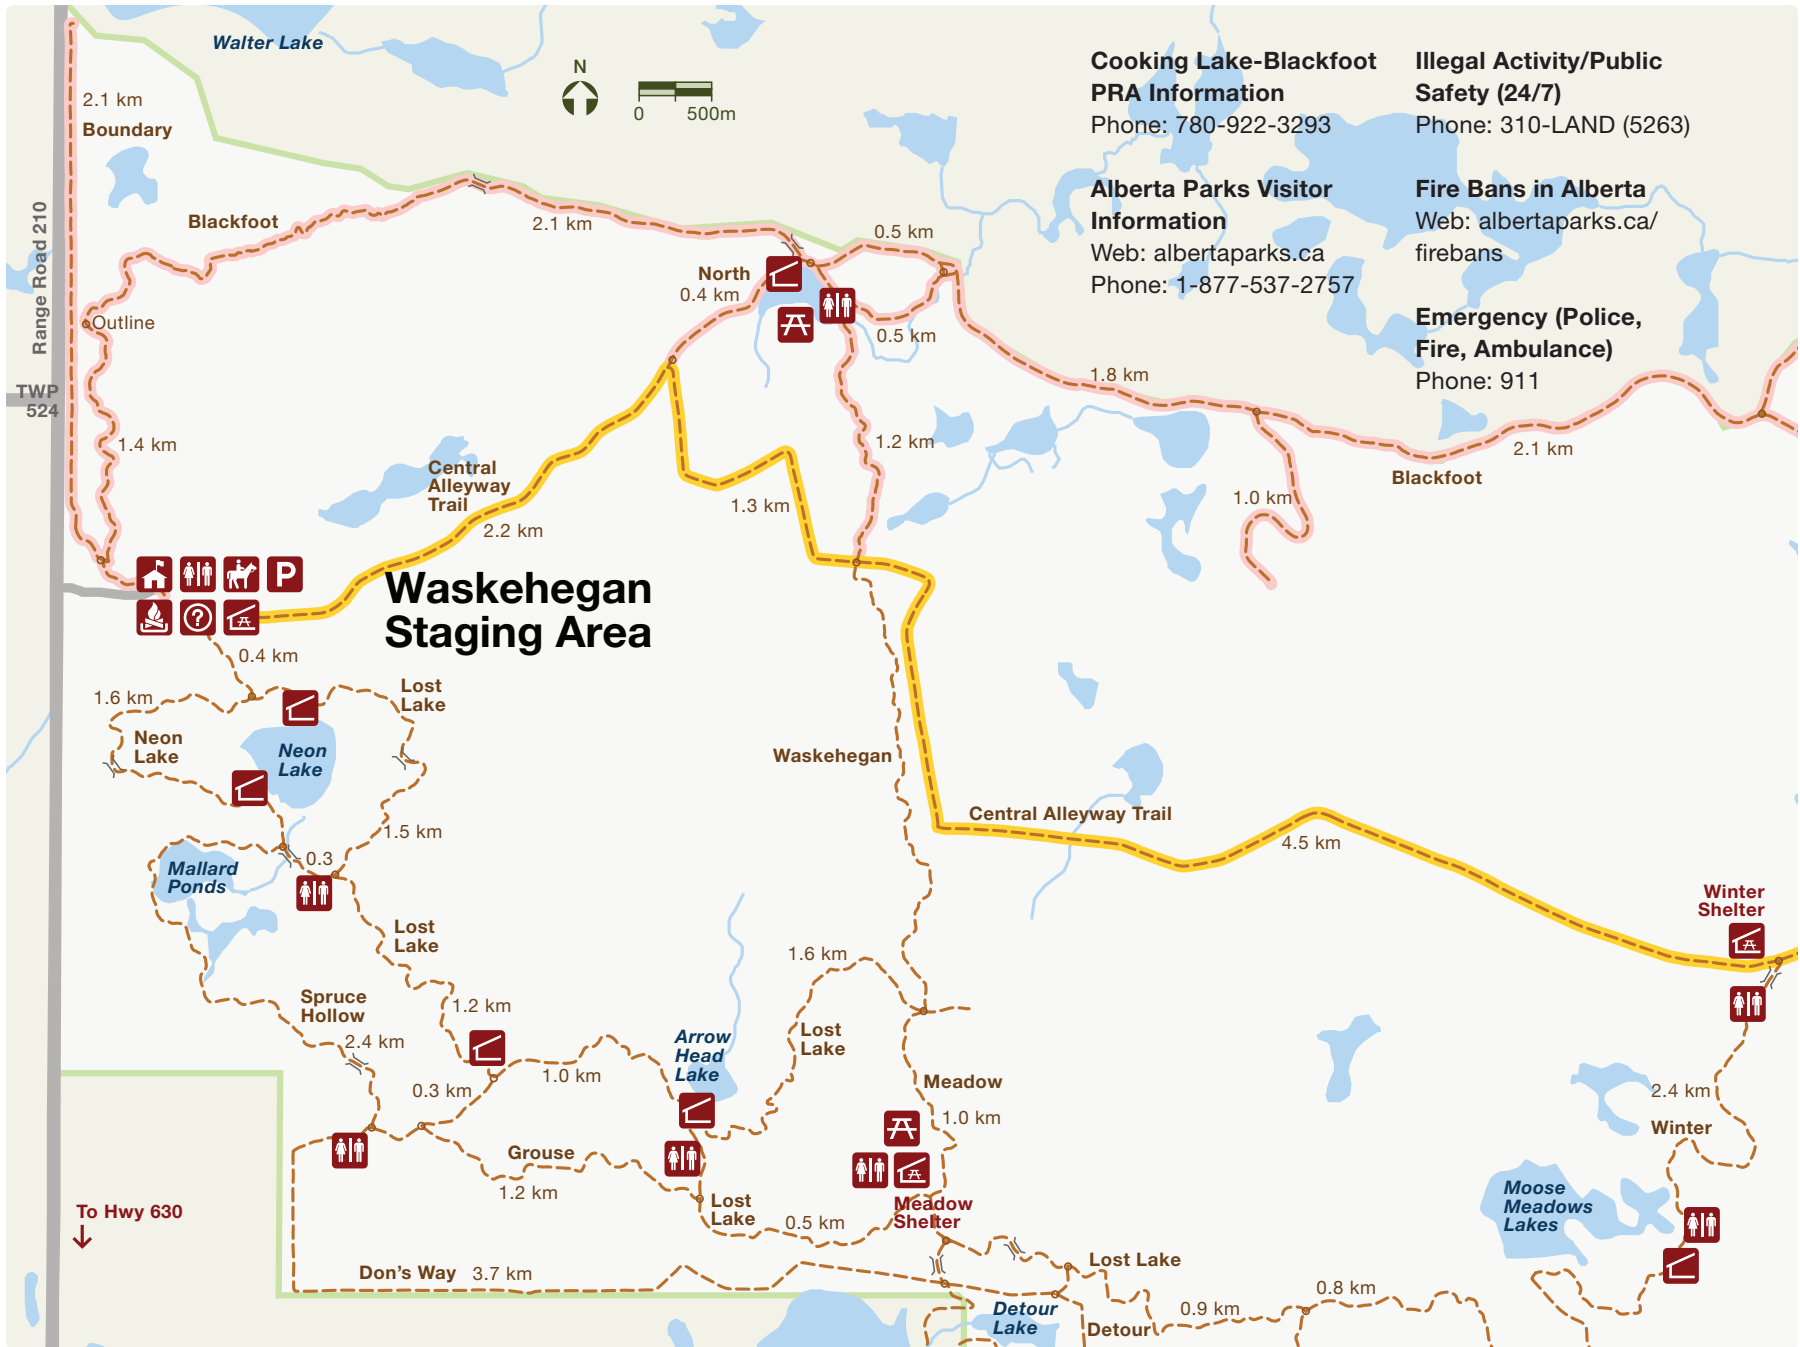 Walter Lake
N
0 500m
Cooking Lake-Blackfoot
PRA Information
Phone: 780-922-3293
Alberta Parks Visitor
Information
Web: albertaparks.ca
Phone: 1-877-537-2757
Illegal Activity/Public
Safety (24/7)
Phone: 310-LAND (5263)
Fire Bans in Alberta
Web: albertaparks.ca/
firebans
Emergency (Police,
Fire, Ambulance)
Phone: 911
2.1 km
Boundary
Range Road 210
Blackfoot
2.1 km
0.5 km
North
0.4 km
0.5 km
Outline
TWP
524
1.8 km
1.4 km
1.2 km
Central
Alleyway
Trail
2.2 km
1.3 km
1.0 km
Blackfoot
2.1 km
P
?
Waskehegan
Staging Area
0.4 km
1.6 km
Lost
Lake
Neon
Lake
Neon
Lake
Waskehegan
Central Alleyway Trail
4.5 km
1.5 km
0.3
Mallard
Ponds
Winter
Shelter
Lost
Lake
1.6 km
Spruce
Hollow
1.2 km
2.4 km
Lost
Lake
Arrow
Head
Lake
1.0 km
0.3 km
Meadow
1.0 km
2.4 km
Winter
Grouse
1.2 km
Moose
Meadows
Lakes
Meadow
Shelter
Lost
Lake
0.5 km
To Hwy 630
Don's Way 3.7 km
Lost Lake
0.8 km
0.9 km
Detour
Lake
Detour